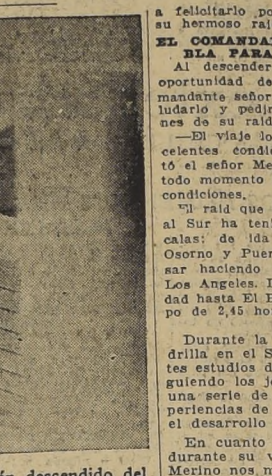 a felicitarlo po
su hermoso rai
EL COMANDA
BLA PARA
Al descender
oportunidad de
mandante señor
ludarlo y pedir
nes de su raid
—El viaje lo
celentes condi
tó el señor Me
todo momento
condiciones.
El raid que
al Sur ha teni
calas: de ida
Osorno y Puer
sar haciendo
Los Angeles. I
dad hasta El B
po de 2,45 ho
Durante la
drilla en el S
tes estudios d
guiendo los je
una serie de
periencias de
el desarrollo
En cuanto
durante su v
Merino nos m
descendido del